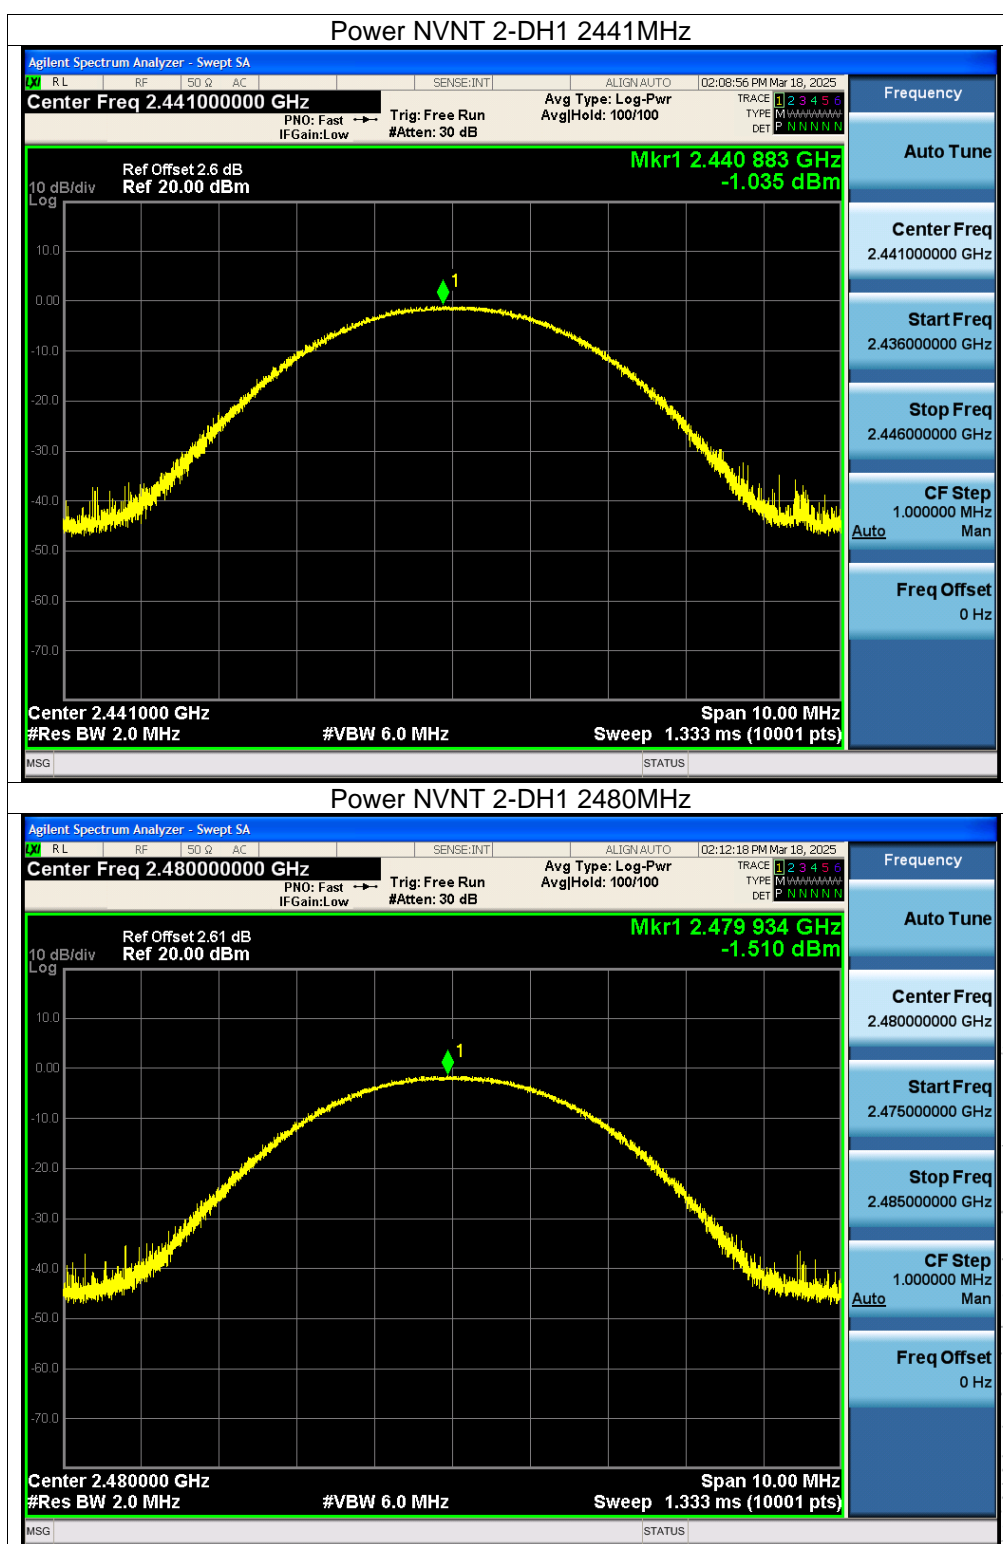 Power NVNT 2-DH1 2441MHz
Agilent Spectrum Analyzer - Swept SA
LXI RL RF 50 Ω AC SENSE:INT ALIGN AUTO 02:08:56 PM Mar 18, 2025
Center Freq 2.441000000 GHz
PNO: Fast
IFGain:Low
Trig: Free Run
#Atten: 30 dB
Avg Type: Log-Pwr
Avg|Hold: 100/100
TRACE 1 2 3 4 5 6
TYPE M W W W W W
DET P N N N N N
Ref Offset 2.6 dB
10 dB/div Ref 20.00 dBm
Log
Mkr1 2.440 883 GHz
-1.035 dBm
10.0
0.00
-10.0
-20.0
-30.0
-40.0
-50.0
-60.0
-70.0
1
Center 2.441000 GHz Span 10.00 MHz
#Res BW 2.0 MHz #VBW 6.0 MHz Sweep 1.333 ms (10001 pts)
MSG STATUS
Frequency
Auto Tune
Center Freq
2.441000000 GHz
Start Freq
2.436000000 GHz
Stop Freq
2.446000000 GHz
CF Step
1.000000 MHz
Auto Man
Freq Offset
0 Hz
Power NVNT 2-DH1 2480MHz
Agilent Spectrum Analyzer - Swept SA
LXI RL RF 50 Ω AC SENSE:INT ALIGN AUTO 02:12:18 PM Mar 18, 2025
Center Freq 2.480000000 GHz
PNO: Fast
IFGain:Low
Trig: Free Run
#Atten: 30 dB
Avg Type: Log-Pwr
Avg|Hold: 100/100
TRACE 1 2 3 4 5 6
TYPE M W W W W W
DET P N N N N N
Ref Offset 2.61 dB
10 dB/div Ref 20.00 dBm
Log
Mkr1 2.479 934 GHz
-1.510 dBm
10.0
0.00
-10.0
-20.0
-30.0
-40.0
-50.0
-60.0
-70.0
1
Center 2.480000 GHz Span 10.00 MHz
#Res BW 2.0 MHz #VBW 6.0 MHz Sweep 1.333 ms (10001 pts)
MSG STATUS
Frequency
Auto Tune
Center Freq
2.480000000 GHz
Start Freq
2.475000000 GHz
Stop Freq
2.485000000 GHz
CF Step
1.000000 MHz
Auto Man
Freq Offset
0 Hz